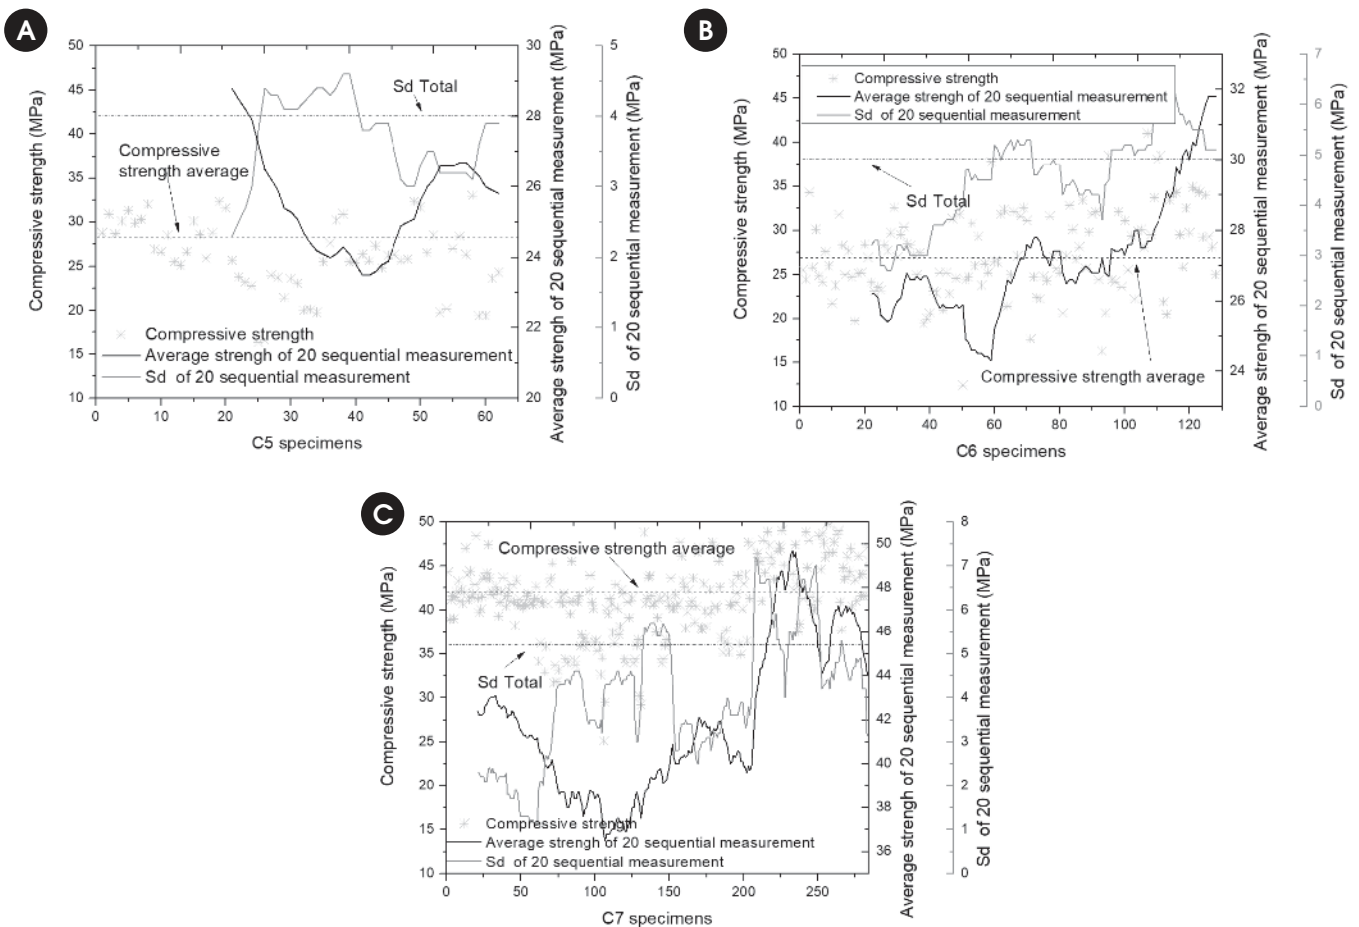 A
Compressive strength (MPa)
50
45
40
35
30
25
20
15
10
0
10
20
30
40
50
60
C5 specimens
30
28
26
24
22
20
Average strengh of 20 sequential measurement (MPa)
5
4
3
2
1
0
Sd of 20 sequential measurement (MPa)
Sd Total
Compressive
strength average
Compressive strength
Average strengh of 20 sequential measurement
Sd of 20 sequential measurement
B
Compressive strength (MPa)
50
45
40
35
30
25
20
15
10
0
20
40
60
80
100
120
C6 specimens
32
30
28
26
24
Average strengh of 20 sequential measurement (MPa)
7
6
5
4
3
2
1
0
Sd of 20 sequential measurement (MPa)
Compressive strength
Average strengh of 20 sequential measurement
Sd of 20 sequential measurement
Sd Total
Compressive strength average
C
Compressive strength (MPa)
50
45
40
35
30
25
20
15
10
0
50
100
150
200
250
C7 specimens
50
48
46
44
42
40
38
36
Average strengh of 20 sequential measurement (MPa)
8
7
6
5
4
3
2
1
0
Sd of 20 sequential measurement (MPa)
Compressive strength average
Sd Total
Compressive strength
Average strengh of 20 sequential measurement
Sd of 20 sequential measurement